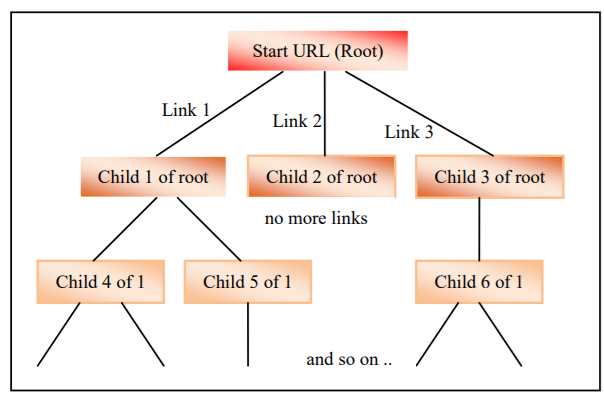 Start URL (Root)
Link 1
Link 2
Link 3
Child 1 of root
Child 2 of root
Child 3 of root
no more links
Child 4 of 1
Child 5 of 1
Child 6 of 1
and so on ..